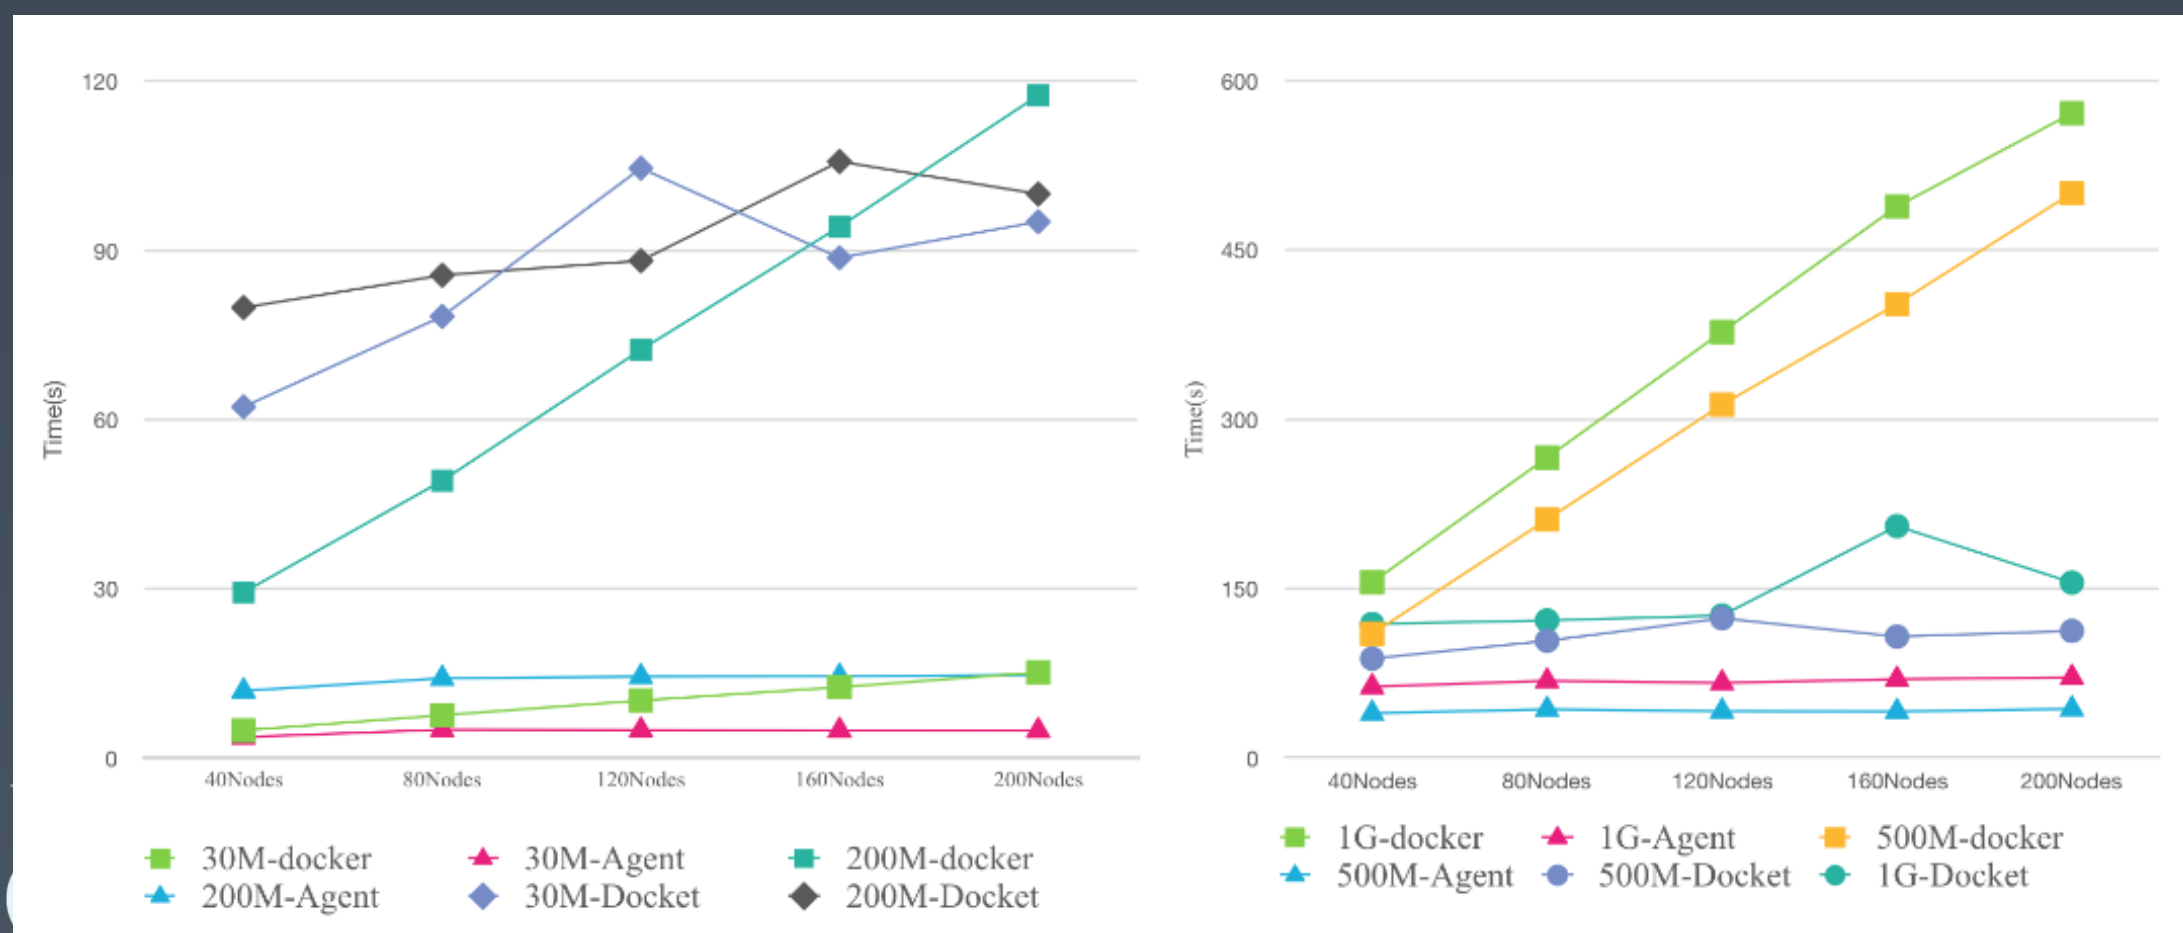 120
90
60
30
0
Time(s)
40Nodes 80Nodes 120Nodes 160Nodes 200Nodes
30M-docker 30M-Agent 200M-docker
200M-Agent 30M-Docket 200M-Docket
600
450
300
150
0
Time(s)
40Nodes 80Nodes 120Nodes 160Nodes 200Nodes
1G-docker 1G-Agent 500M-docker
500M-Agent 500M-Docket 1G-Docket